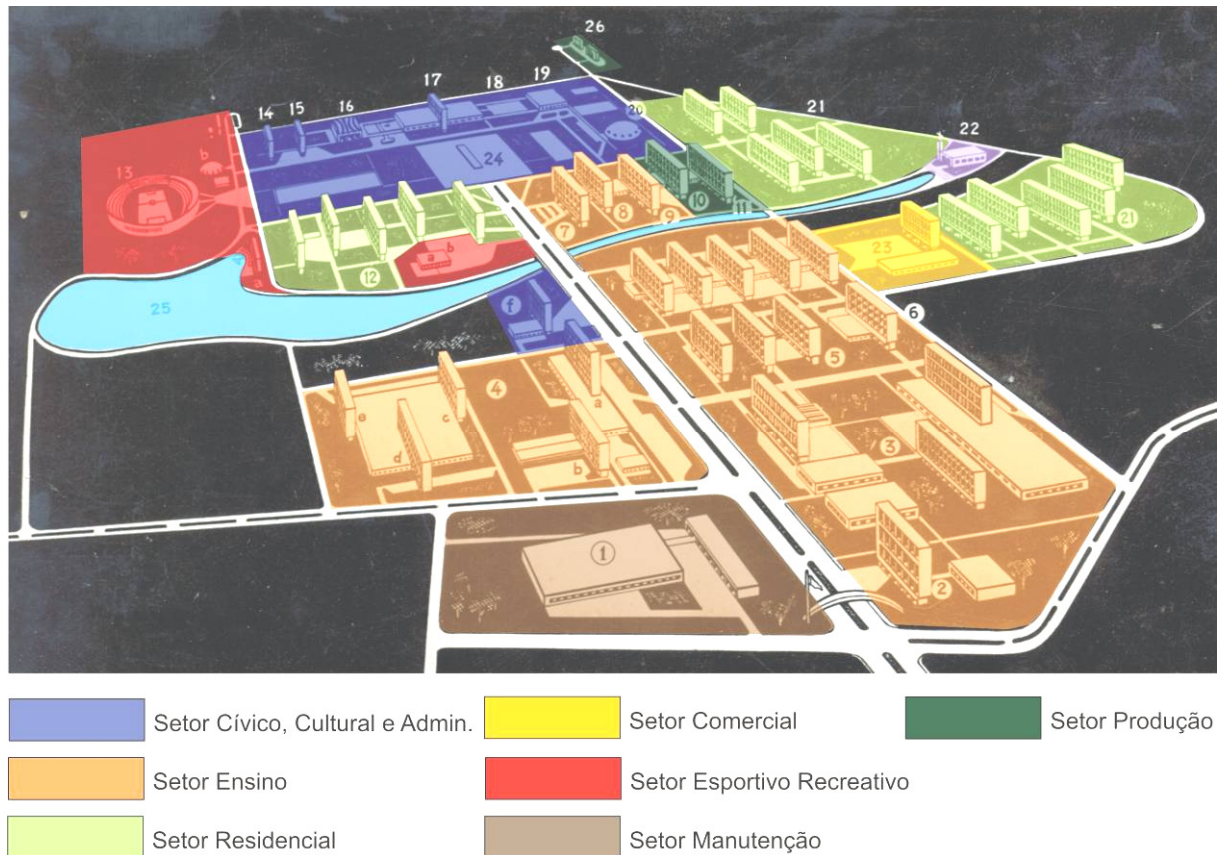 26
17
18
19
14
15
16
20
21
22
13
b
24
10
11
8
9
7
21
b
a
12
23
a
25
f
6
5
4
a
c
a
3
d
b
1
2
Setor Cívico, Cultural e Admin.
Setor Comercial
Setor Produção
Setor Ensino
Setor Esportivo Recreativo
Setor Residencial
Setor Manutenção